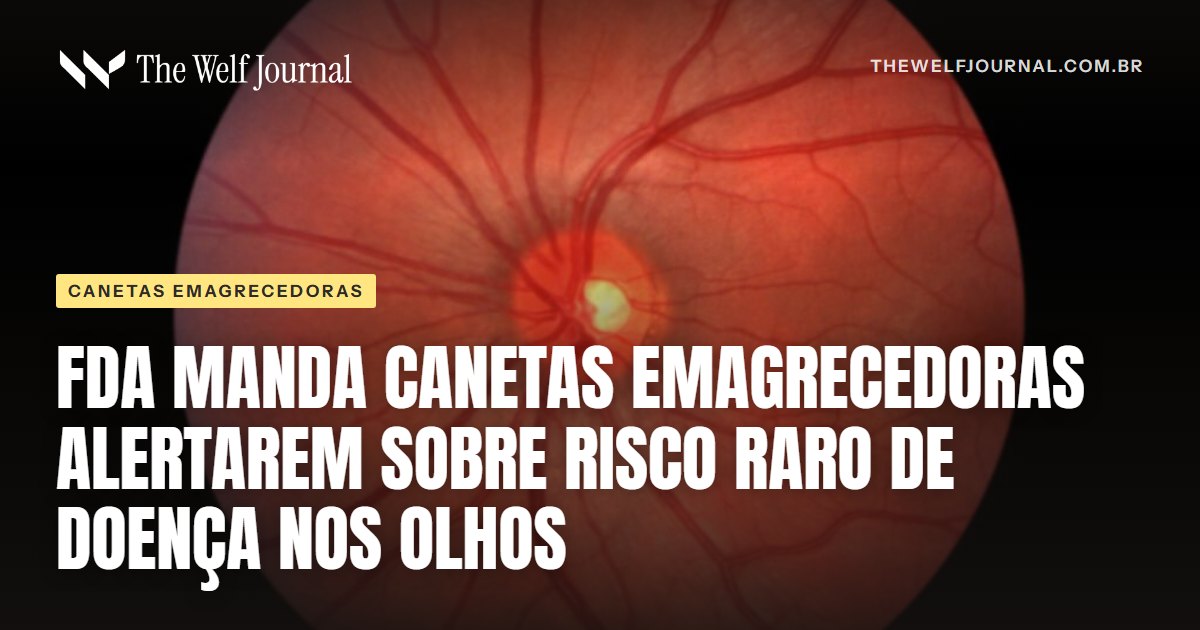 The Welf Journal
THEWELFJOURNAL.COM.BR
CANETAS EMAGRECEDORAS
FDA MANDA CANETAS EMAGRECEDORAS
ALERTAREM SOBRE RISCO RARO DE
DOENÇA NOS OLHOS